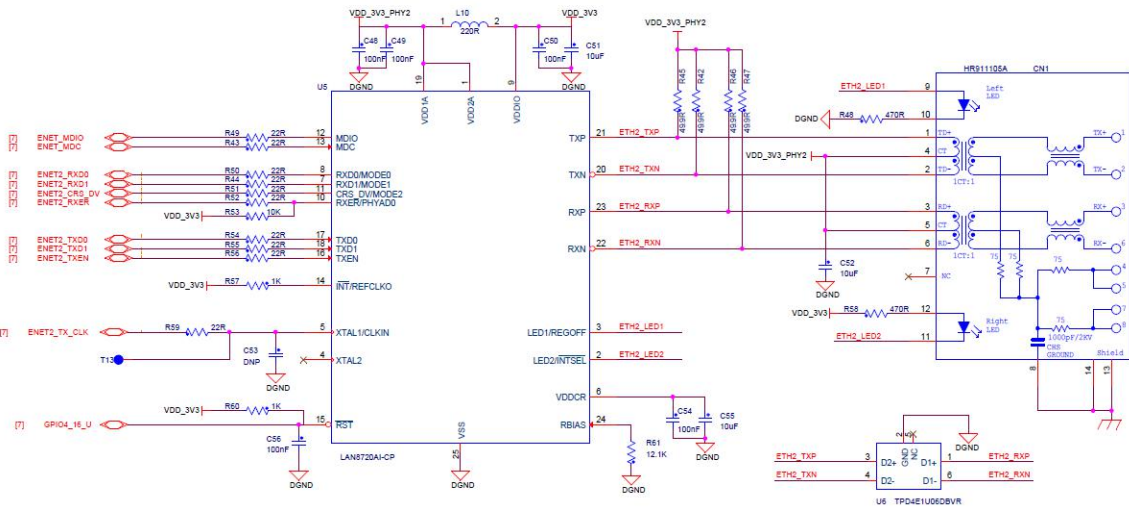 VDD_3V3_PHY2
L10
VDD_3V3
1
2
220R
C48
100nF
C49
100nF
C50
100nF
C51
10uF
DGND
DGND
19
1
9
U5
VDD1A
VDD2A
VDDIO
[7] ENET_MDIO R49 22R 12 MDIO
[7] ENET_MDC R43 22R 13 MDC
[7] ENET2_RXD0 R50 22R 8 RXD0/MODE0
[7] ENET2_RXD1 R44 22R 7 RXD1/MODE1
[7] ENET2_CRS_DV R51 22R 11 CRS_DV/MODE2
[7] ENET2_RXER R52 22R 10 RXER/PHYAD0
VDD_3V3 R53 10K
[7] ENET2_TXD0 R54 22R 17 TXD0
[7] ENET2_TXD1 R55 22R 18 TXD1
[7] ENET2_TXEN R56 22R 16 TXEN
VDD_3V3 R57 1K 14 INT/REFCLKO
[7] ENET2_TX_CLK R59 22R 5 XTAL1/CLKIN
T13
C53
DNP
4 XTAL2
DGND
VDD_3V3 R60 1K
[7] GPIO4_16_U 15 RST
C56
100nF
DGND
LAN8720AI-CP
VSS
25
DGND
TXP 21 ETH2_TXP
TXN 20 ETH2_TXN
RXP 23 ETH2_RXP
RXN 22 ETH2_RXN
LED1/REGOFF 3 ETH2_LED1
LED2/INTSEL 2 ETH2_LED2
VDDCR 6
RBIAS 24
C54
100nF
C55
10uF
DGND
R61
12.1K
DGND
VDD_3V3_PHY2
R45
49.9R
R42
49.9R
R46
49.9R
R47
49.9R
HR911105A CN1
ETH2_LED1 9
Left
LED
DGND R48 470R 10
1 TD+
VDD_3V3_PHY2 4 CT
2 TD-
1CT:1
TX+ 1
TX- 2
3 RD+
5 CT
6 RD-
1CT:1
RX+ 3
RX- 6
C52
10uF
DGND
7 NC
75
75
75
4
5
7
8
75
1000pF/2KV
VDD_3V3 R58 470R 12
Right
LED
ETH2_LED2 11
CHS
GROUND
Shield
8
14
13
2
5
GND
NC
DGND
ETH2_TXP 3 D2+ D1+ 1 ETH2_RXP
ETH2_TXN 4 D2- D1- 6 ETH2_RXN
U6 TPD4E1U06DBVR